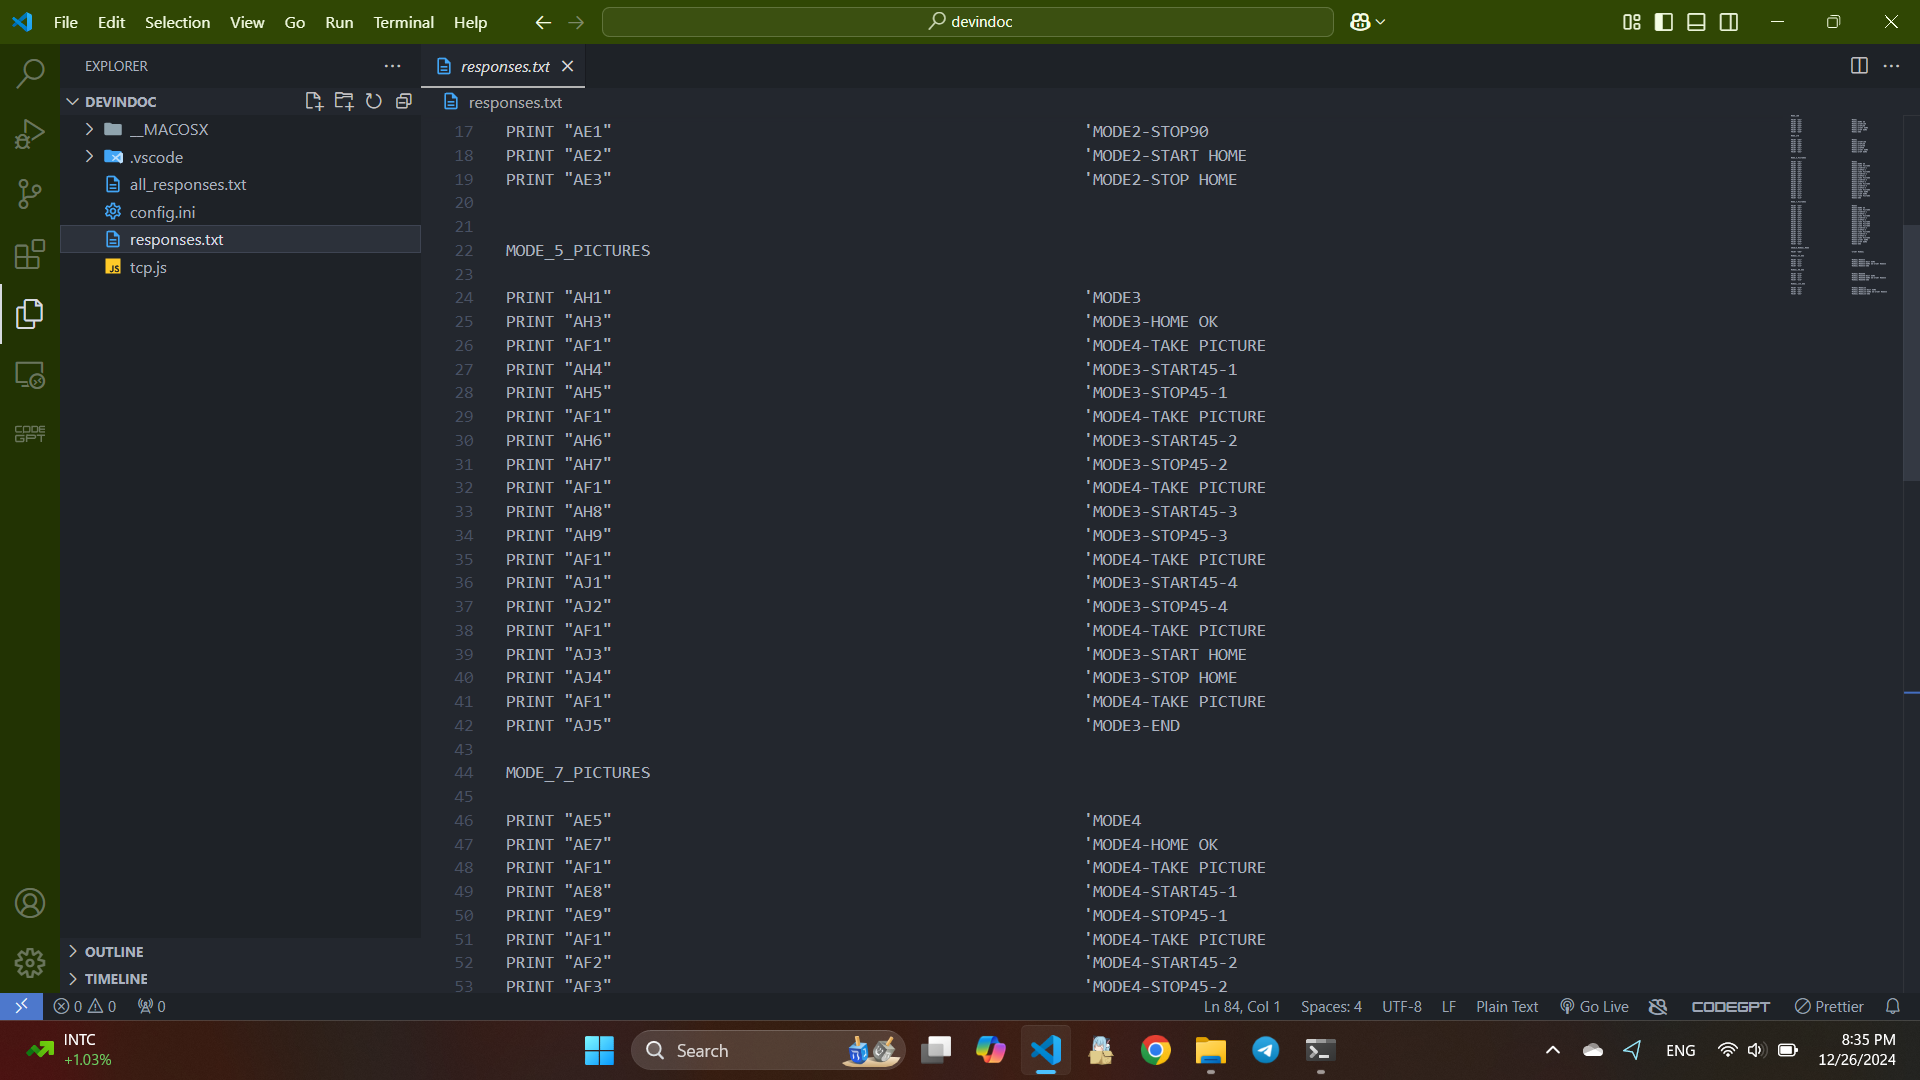 File Edit Selection View Go Run Terminal Help
devindoc
EXPLORER
responses.txt
DEVINDOC
responses.txt
__MACOSX
.vscode
all_responses.txt
config.ini
responses.txt
JS tcp.js
17 PRINT "AE1" 'MODE2-STOP90
18 PRINT "AE2" 'MODE2-START HOME
19 PRINT "AE3" 'MODE2-STOP HOME
20
21
22 MODE_5_PICTURES
23
24 PRINT "AH1" 'MODE3
25 PRINT "AH3" 'MODE3-HOME OK
26 PRINT "AF1" 'MODE4-TAKE PICTURE
27 PRINT "AH4" 'MODE3-START45-1
28 PRINT "AH5" 'MODE3-STOP45-1
29 PRINT "AF1" 'MODE4-TAKE PICTURE
30 PRINT "AH6" 'MODE3-START45-2
31 PRINT "AH7" 'MODE3-STOP45-2
32 PRINT "AF1" 'MODE4-TAKE PICTURE
33 PRINT "AH8" 'MODE3-START45-3
34 PRINT "AH9" 'MODE3-STOP45-3
35 PRINT "AF1" 'MODE4-TAKE PICTURE
36 PRINT "AJ1" 'MODE3-START45-4
37 PRINT "AJ2" 'MODE3-STOP45-4
38 PRINT "AF1" 'MODE4-TAKE PICTURE
39 PRINT "AJ3" 'MODE3-START HOME
40 PRINT "AJ4" 'MODE3-STOP HOME
41 PRINT "AF1" 'MODE4-TAKE PICTURE
42 PRINT "AJ5" 'MODE3-END
43
44 MODE_7_PICTURES
45
46 PRINT "AE5" 'MODE4
47 PRINT "AE7" 'MODE4-HOME OK
48 PRINT "AF1" 'MODE4-TAKE PICTURE
49 PRINT "AE8" 'MODE4-START45-1
50 PRINT "AE9" 'MODE4-STOP45-1
51 PRINT "AF1" 'MODE4-TAKE PICTURE
52 PRINT "AF2" 'MODE4-START45-2
53 PRINT "AF3" 'MODE4-STOP45-2
CODE
GPT
OUTLINE
TIMELINE
0 0 0
Ln 84, Col 1 Spaces: 4 UTF-8 LF Plain Text Go Live CODEGPT Prettier
INTC
+1.03%
Search
ENG
8:35 PM
12/26/2024